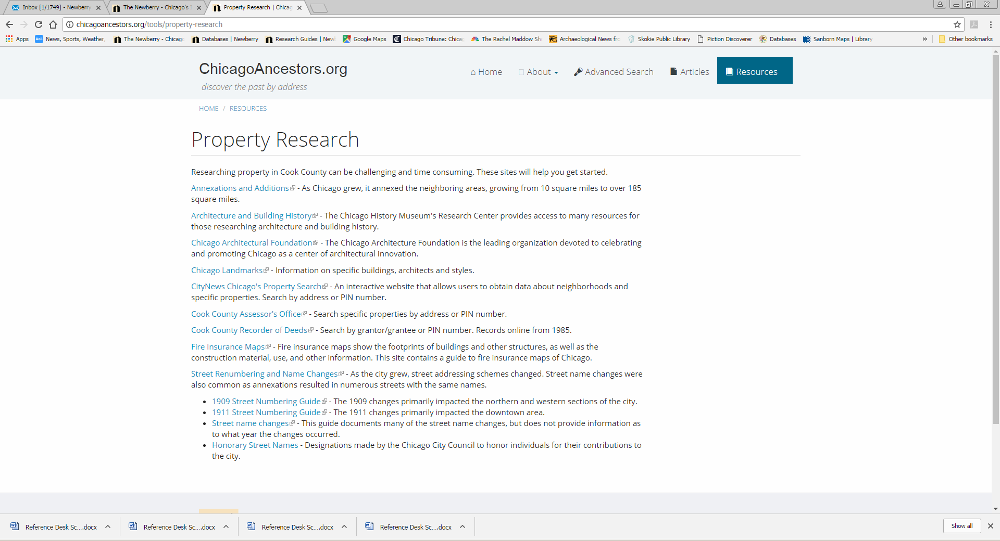 Inbox [1/1749] - Newberry
The Newberry - Chicago's
Property Research | Chicag
chicagoancestors.org/tools/property-research
Apps
Aol. News, Sports, Weather,
The Newberry - Chicago
Databases | Newberry
Research Guides | New
Google Maps
Chicago Tribune: Chica
The Rachel Maddow Sh
Archaeological News fro
Skokie Public Library
Piction Discoverer
Databases
Sanborn Maps | Library
» Other bookmarks
ChicagoAncestors.org
discover the past by address
Home
About
Advanced Search
Articles
Resources
HOME / RESOURCES
Property Research
Researching property in Cook County can be challenging and time consuming. These sites will help you get started.
Annexations and Additions - As Chicago grew, it annexed the neighboring areas, growing from 10 square miles to over 185
square miles.
Architecture and Building History - The Chicago History Museum's Research Center provides access to many resources for
those researching architecture and building history.
Chicago Architectural Foundation - The Chicago Architecture Foundation is the leading organization devoted to celebrating
and promoting Chicago as a center of architectural innovation.
Chicago Landmarks - Information on specific buildings, architects and styles.
CityNews Chicago's Property Search - An interactive website that allows users to obtain data about neighborhoods and
specific properties. Search by address or PIN number.
Cook County Assessor's Office - Search specific properties by address or PIN number.
Cook County Recorder of Deeds - Search by grantor/grantee or PIN number. Records online from 1985.
Fire Insurance Maps - Fire insurance maps show the footprints of buildings and other structures, as well as the
construction material, use, and other information. This site contains a guide to fire insurance maps of Chicago.
Street Renumbering and Name Changes - As the city grew, street addressing schemes changed. Street name changes were
also common as annexations resulted in numerous streets with the same names.
• 1909 Street Numbering Guide - The 1909 changes primarily impacted the northern and western sections of the city.
• 1911 Street Numbering Guide - The 1911 changes primarily impacted the downtown area.
• Street name changes - This guide documents many of the street name changes, but does not provide information as
to what year the changes occurred.
• Honorary Street Names - Designations made by the Chicago City Council to honor individuals for their contributions to
the city.
Reference Desk Sc....docx
Reference Desk Sc....docx
Reference Desk Sc....docx
Reference Desk Sc....docx
Show all